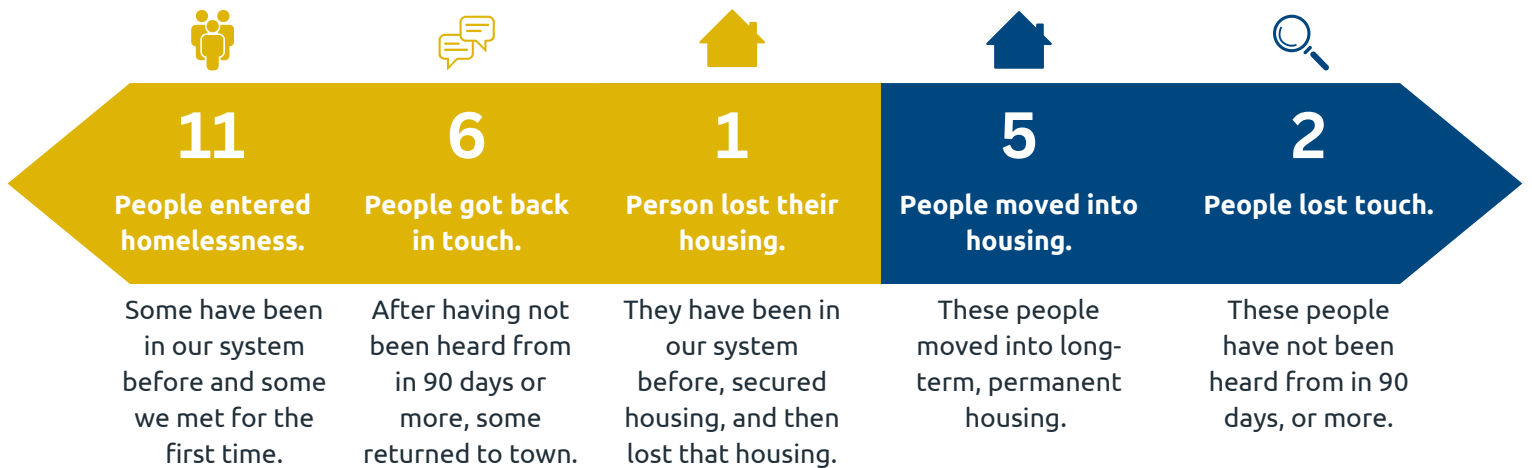 11
People entered
homelessness.
Some have been
in our system
before and some
we met for the
first time.
6
People got back
in touch.
After having not
been heard from
in 90 days or
more, some
returned to town.
1
Person lost their
housing.
They have been in
our system
before, secured
housing, and then
lost that housing.
5
People moved into
housing.
These people
moved into long-
term, permanent
housing.
2
People lost touch.
These people
have not been
heard from in 90
days, or more.